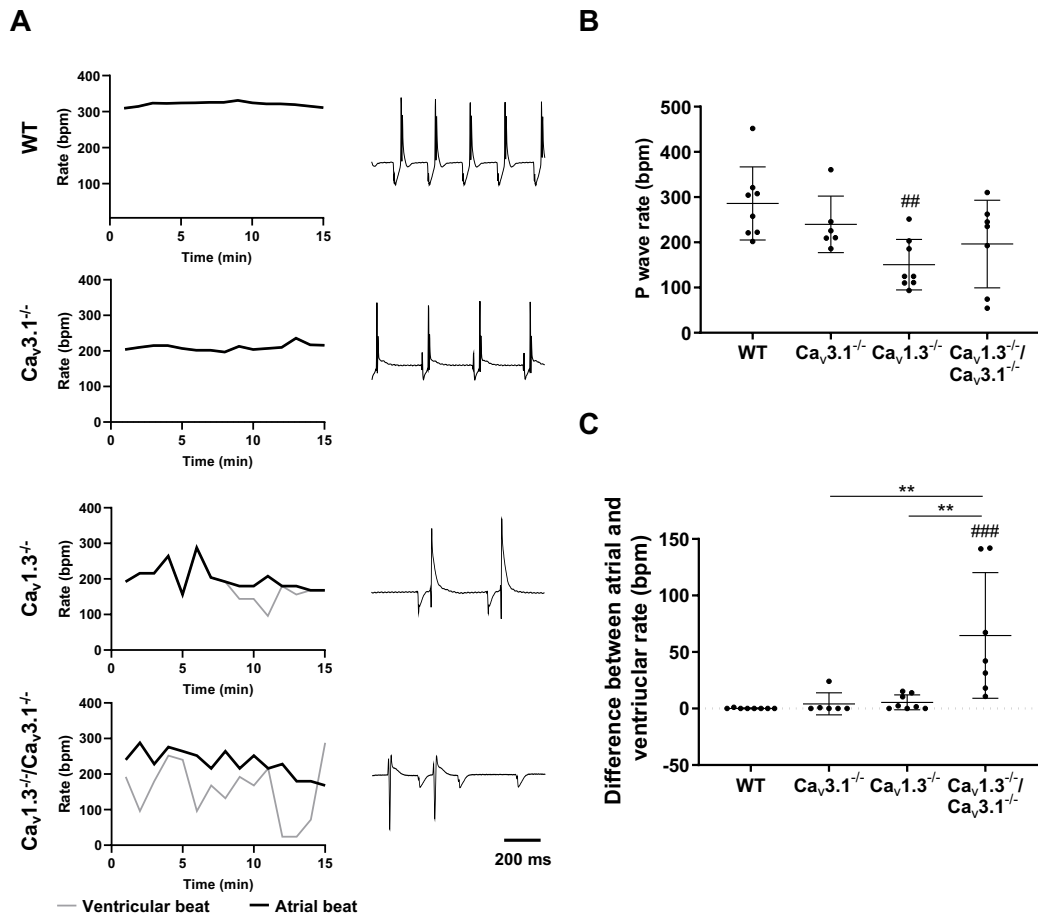 A
WT
Rate (bpm)
400
300
200
100
0
5
10
15
Time (min)
Cav3.1-/-
Rate (bpm)
400
300
200
100
0
0
5
10
15
Time (min)
Cav1.3-/-
Rate (bpm)
400
300
200
100
0
0
5
10
15
Time (min)
Cav1.3-/-/Cav3.1-/-
Rate (bpm)
400
300
200
100
0
0
5
10
15
Time (min)
200 ms
Ventricular beat
Atrial beat
B
P wave rate (bpm)
500
400
300
200
100
0
##
WT
Cav3.1-/-
Cav1.3-/-
Cav1.3-/-/
Cav3.1-/-
C
Difference between atrial and
ventriuclar rate (bpm)
150
100
50
0
-50
**
**
###
WT
Cav3.1-/-
Cav1.3-/-
Cav1.3-/-/
Cav3.1-/-